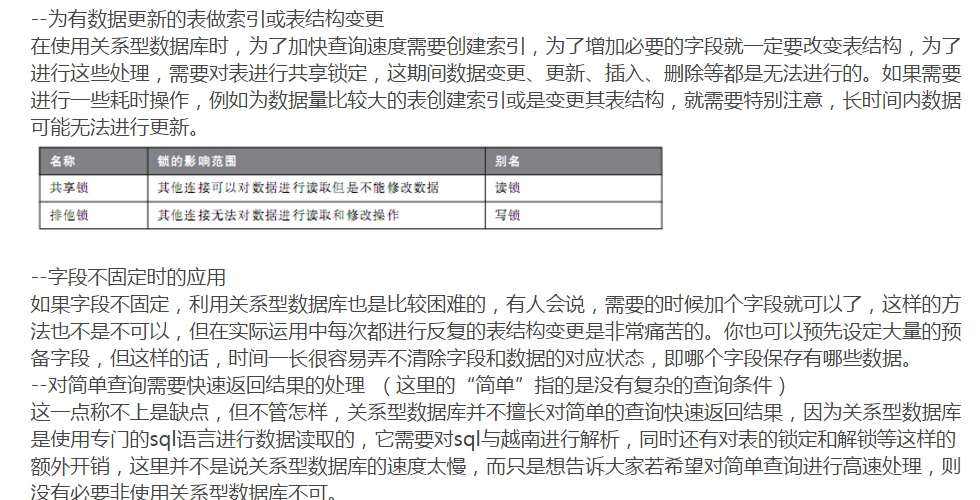 --为有数据更新的表做索引或表结构变更
在使用关系型数据库时，为了加快查询速度需要创建索引，为了增加必要的字段就一定要改变表结构，为了
进行这些处理，需要对表进行共享锁定，这期间数据变更、更新、插入、删除等都是无法进行的。如果需要
进行一些耗时操作，例如为数据量比较大的表创建索引或是变更其表结构，就需要特别注意，长时间内数据
可能无法进行更新。
名称 锁的影响范围 别名
共享锁 其他连接可以对数据进行读取但是不能修改数据 读锁
排他锁 其他连接无法对数据进行读取和修改操作 写锁
--字段不固定时的应用
如果字段不固定，利用关系型数据库也是比较困难的，有人会说，需要的时候加个字段就可以了，这样的方
法也不是不可以，但在实际运用中每次都进行反复的表结构变更是非常痛苦的。你也可以预先设定大量的预
备字段，但这样的话，时间一长很容易弄不清除字段和数据的对应状态，即哪个字段保存有哪些数据。
--对简单查询需要快速返回结果的处理 （这里的“简单”指的是没有复杂的查询条件）
这一点称不上是缺点，但不管怎样，关系型数据库并不擅长对简单的查询快速返回结果，因为关系型数据库
是使用专门的sql语言进行数据读取的，它需要对sql与越南进行解析，同时还有对表的锁定和解锁等这样的
额外开销，这里并不是说关系型数据库的速度太慢，而只是想告诉大家若希望对简单查询进行高速处理，则
没有必要非使用关系型数据库不可。